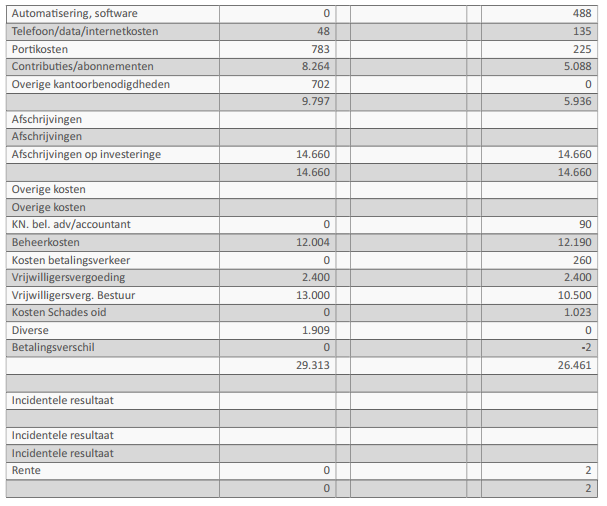 Automatisering, software 0 488
Telefoon/data/internetkosten 48 135
Portikosten 783 225
Contributies/abonnementen 8.264 5.088
Overige kantoorbenodigdheden 702 0
9.797 5.936
Afschrijvingen
Afschrijvingen
Afschrijvingen op investeringe 14.660 14.660
14.660 14.660
Overige kosten
Overige kosten
KN. bel. adv/accountant 0 90
Beheerkosten 12.004 12.190
Kosten betalingsverkeer 0 260
Vrijwilligersvergoeding 2.400 2.400
Vrijwilligersverg. Bestuur 13.000 10.500
Kosten Schades oid 0 1.023
Diverse 1.909 0
Betalingsverschil 0 -2
29.313 26.461
Incidentele resultaat
Incidentele resultaat
Incidentele resultaat
Rente 0 2
0 2